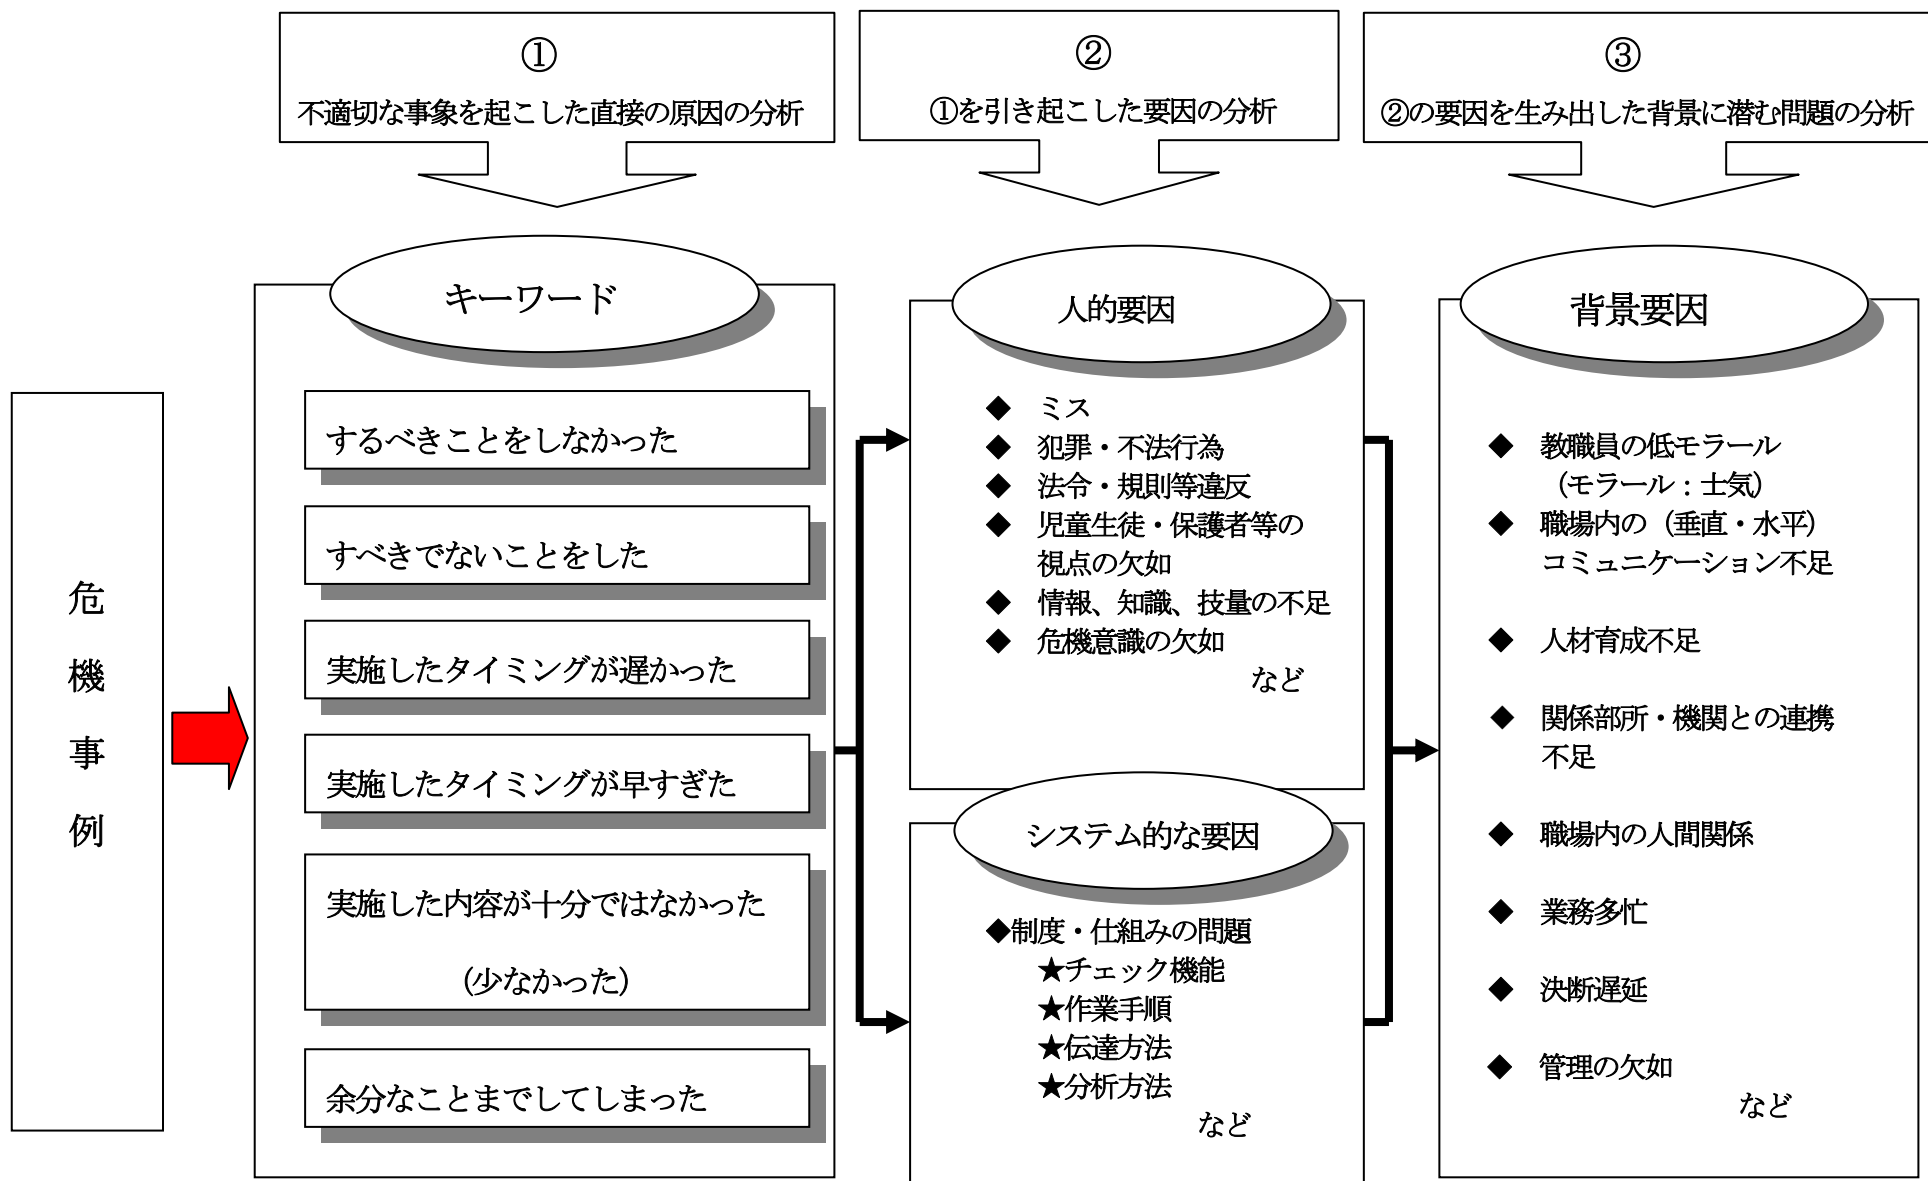 ①
不適切な事象を起こした直接の原因の分析
②
①を引き起こした要因の分析
③
②の要因を生み出した背景に潜む問題の分析
危
機
事
例
キーワード
するべきことをしなかった
すべきでないことをした
実施したタイミングが遅かった
実施したタイミングが早すぎた
実施した内容が十分ではなかった
(少なかった)
余分なことまでしてしまった
人的要因
◆ ミス
◆ 犯罪・不法行為
◆ 法令・規則等違反
◆ 児童生徒・保護者等の
視点の欠如
◆ 情報、知識、技量の不足
◆ 危機意識の欠如
など
システム的な要因
◆制度・仕組みの問題
★チェック機能
★作業手順
★伝達方法
★分析方法
など
背景要因
◆ 教職員の低モラール
（モラール：士気）
◆ 職場内の（垂直・水平）
コミュニケーション不足
◆ 人材育成不足
◆ 関係部所・機関との連携
不足
◆ 職場内の人間関係
◆ 業務多忙
◆ 決断遅延
◆ 管理の欠如
など